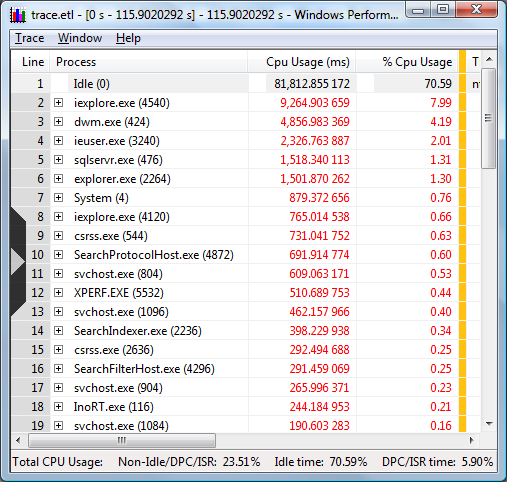 trace.etl - [0 s - 115.9020292 s] - 115.9020292 s - Windows Perform...
Trace Window Help
Line Process Cpu Usage (ms) % Cpu Usage T
1 Idle (0) 81,812.855 172 70.59
2 iexplore.exe (4540) 9,264.903 659 7.99
3 dwm.exe (424) 4,856.983 369 4.19
4 ieuser.exe (3240) 2,326.763 887 2.01
5 sqlservr.exe (476) 1,518.340 113 1.31
6 explorer.exe (2264) 1,501.870 262 1.30
7 System (4) 879.372 656 0.76
8 iexplore.exe (4120) 765.014 538 0.66
9 csrss.exe (544) 731.041 752 0.63
10 SearchProtocolHost.exe (4872) 691.914 774 0.60
11 svchost.exe (804) 609.063 171 0.53
12 XPERF.EXE (5532) 510.689 753 0.44
13 svchost.exe (1096) 462.157 966 0.40
14 SearchIndexer.exe (2236) 398.229 938 0.34
15 csrss.exe (2636) 292.494 688 0.25
16 SearchFilterHost.exe (4296) 291.459 069 0.25
17 svchost.exe (904) 265.996 371 0.23
18 InoRT.exe (116) 244.184 953 0.21
19 svchost.exe (1084) 190.603 283 0.16
Total CPU Usage: Non-Idle/DPC/ISR: 23.51% Idle time: 70.59% DPC/ISR time: 5.90%